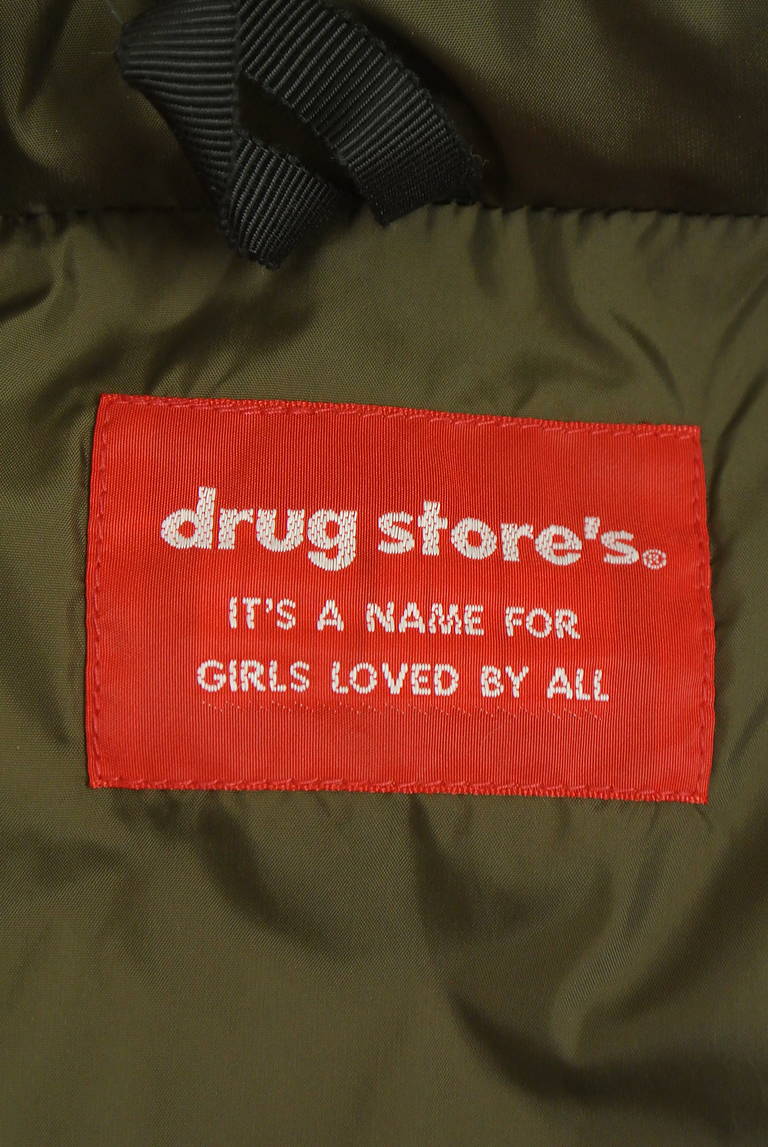 drug store's®
IT'S A NAME FOR
GIRLS LOVED BY ALL